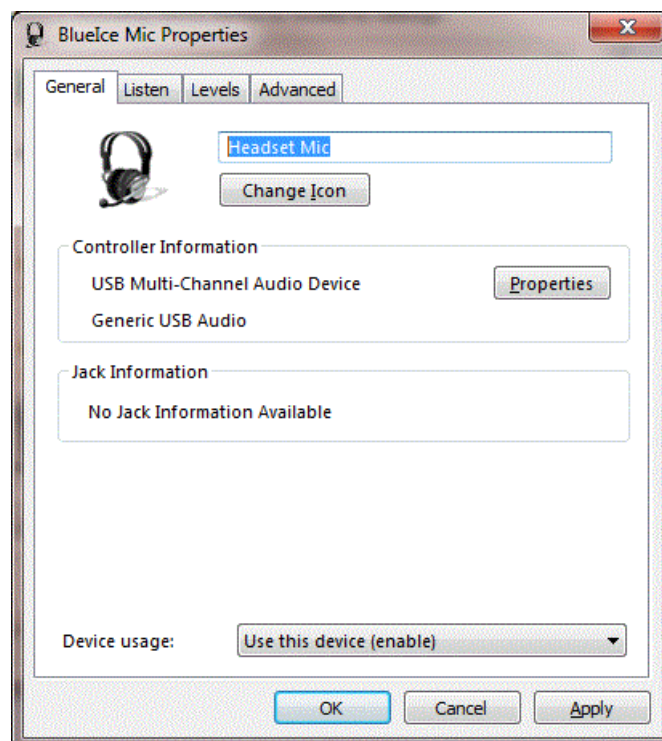 BlueIce Mic Properties
General Listen Levels Advanced
Headset Mic
Change Icon
Controller Information
USB Multi-Channel Audio Device Properties
Generic USB Audio
Jack Information
No Jack Information Available
Device usage: Use this device (enable)
OK Cancel Apply